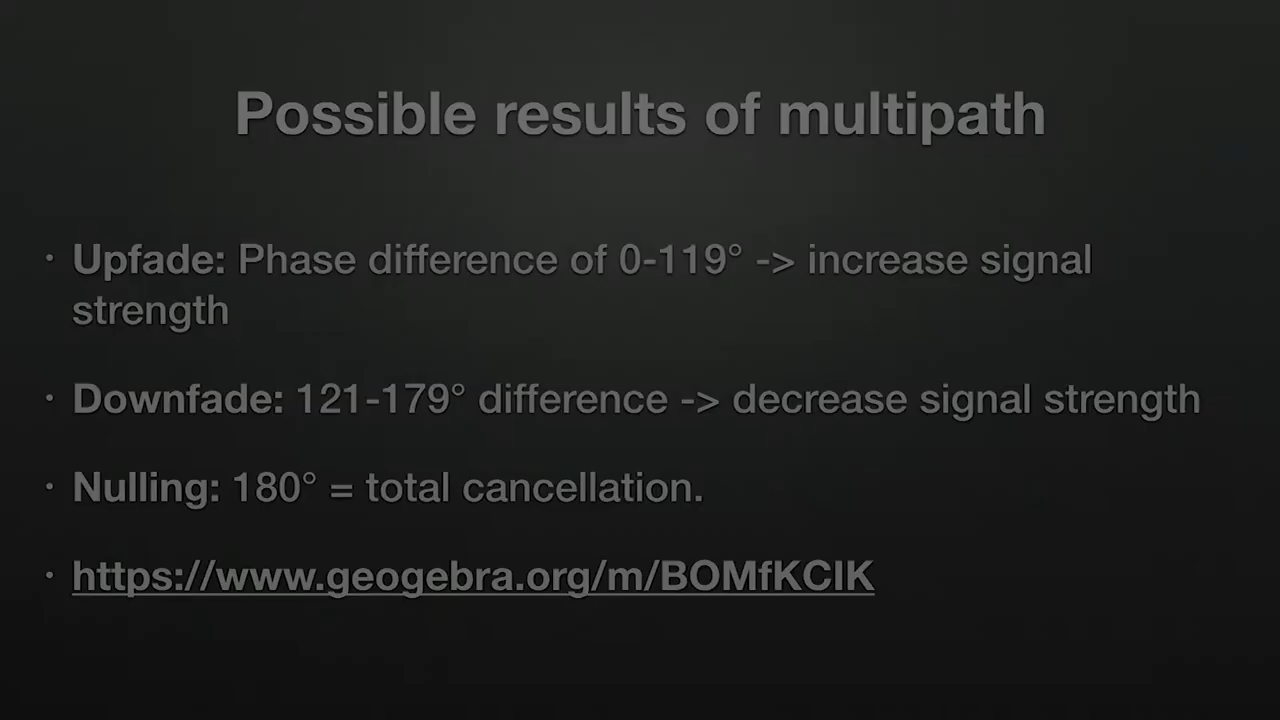 Possible results of multipath
• Upfade: Phase difference of 0-119° -> increase signal
strength
• Downfade: 121-179° difference -> decrease signal strength
• Nulling: 180° = total cancellation.
• https://www.geogebra.org/m/BOMfKCIK